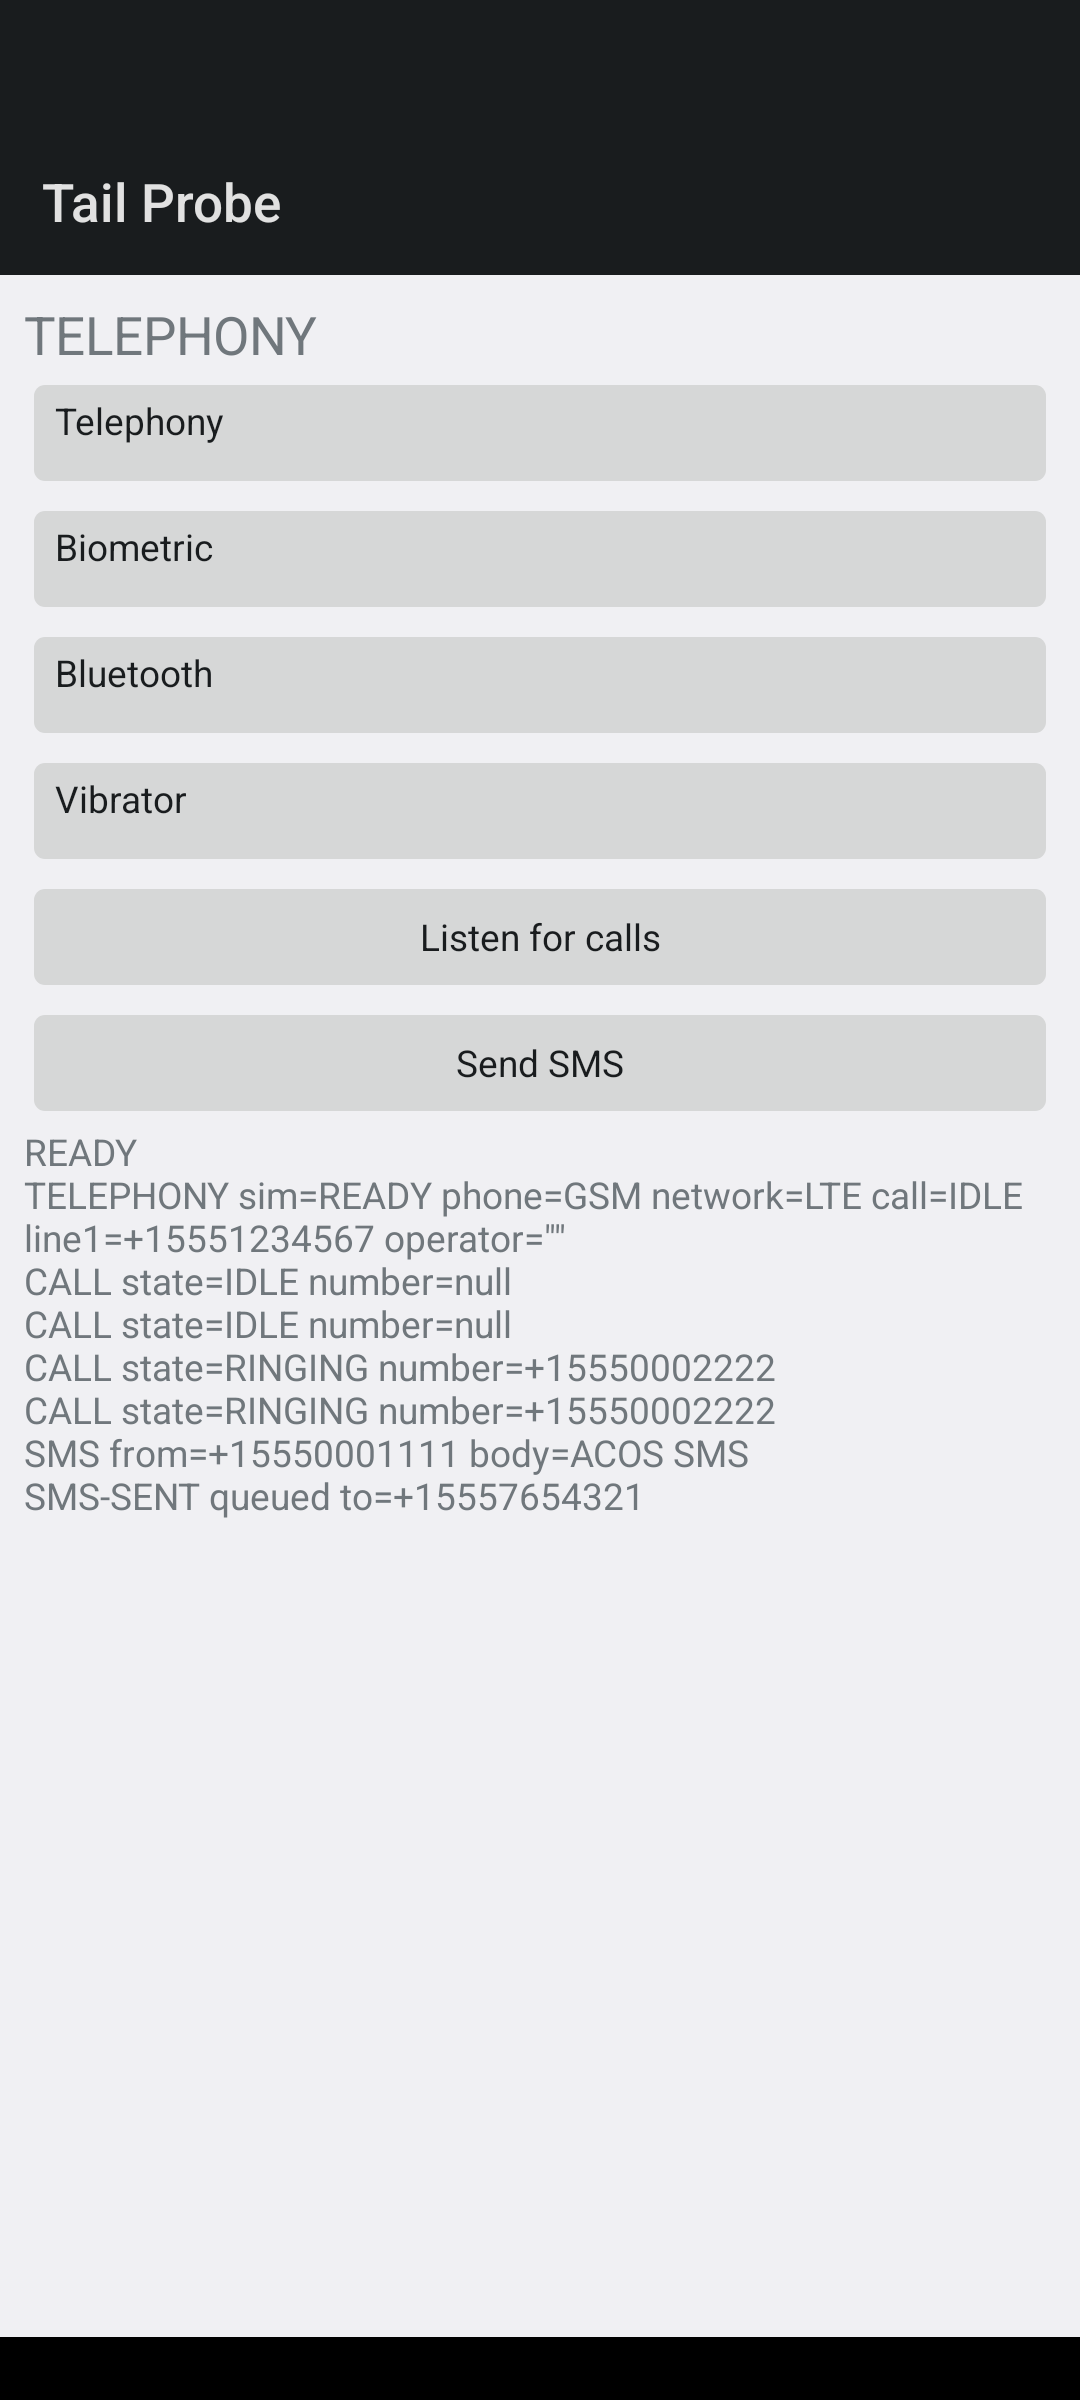 Tail Probe
TELEPHONY
Telephony
Biometric
Bluetooth
Vibrator
Listen for calls
Send SMS
READY
TELEPHONY sim=READY phone=GSM network=LTE call=IDLE
line1=+15551234567 operator=""
CALL state=IDLE number=null
CALL state=IDLE number=null
CALL state=RINGING number=+15550002222
CALL state=RINGING number=+15550002222
SMS from=+15550001111 body=ACOS SMS
SMS-SENT queued to=+15557654321